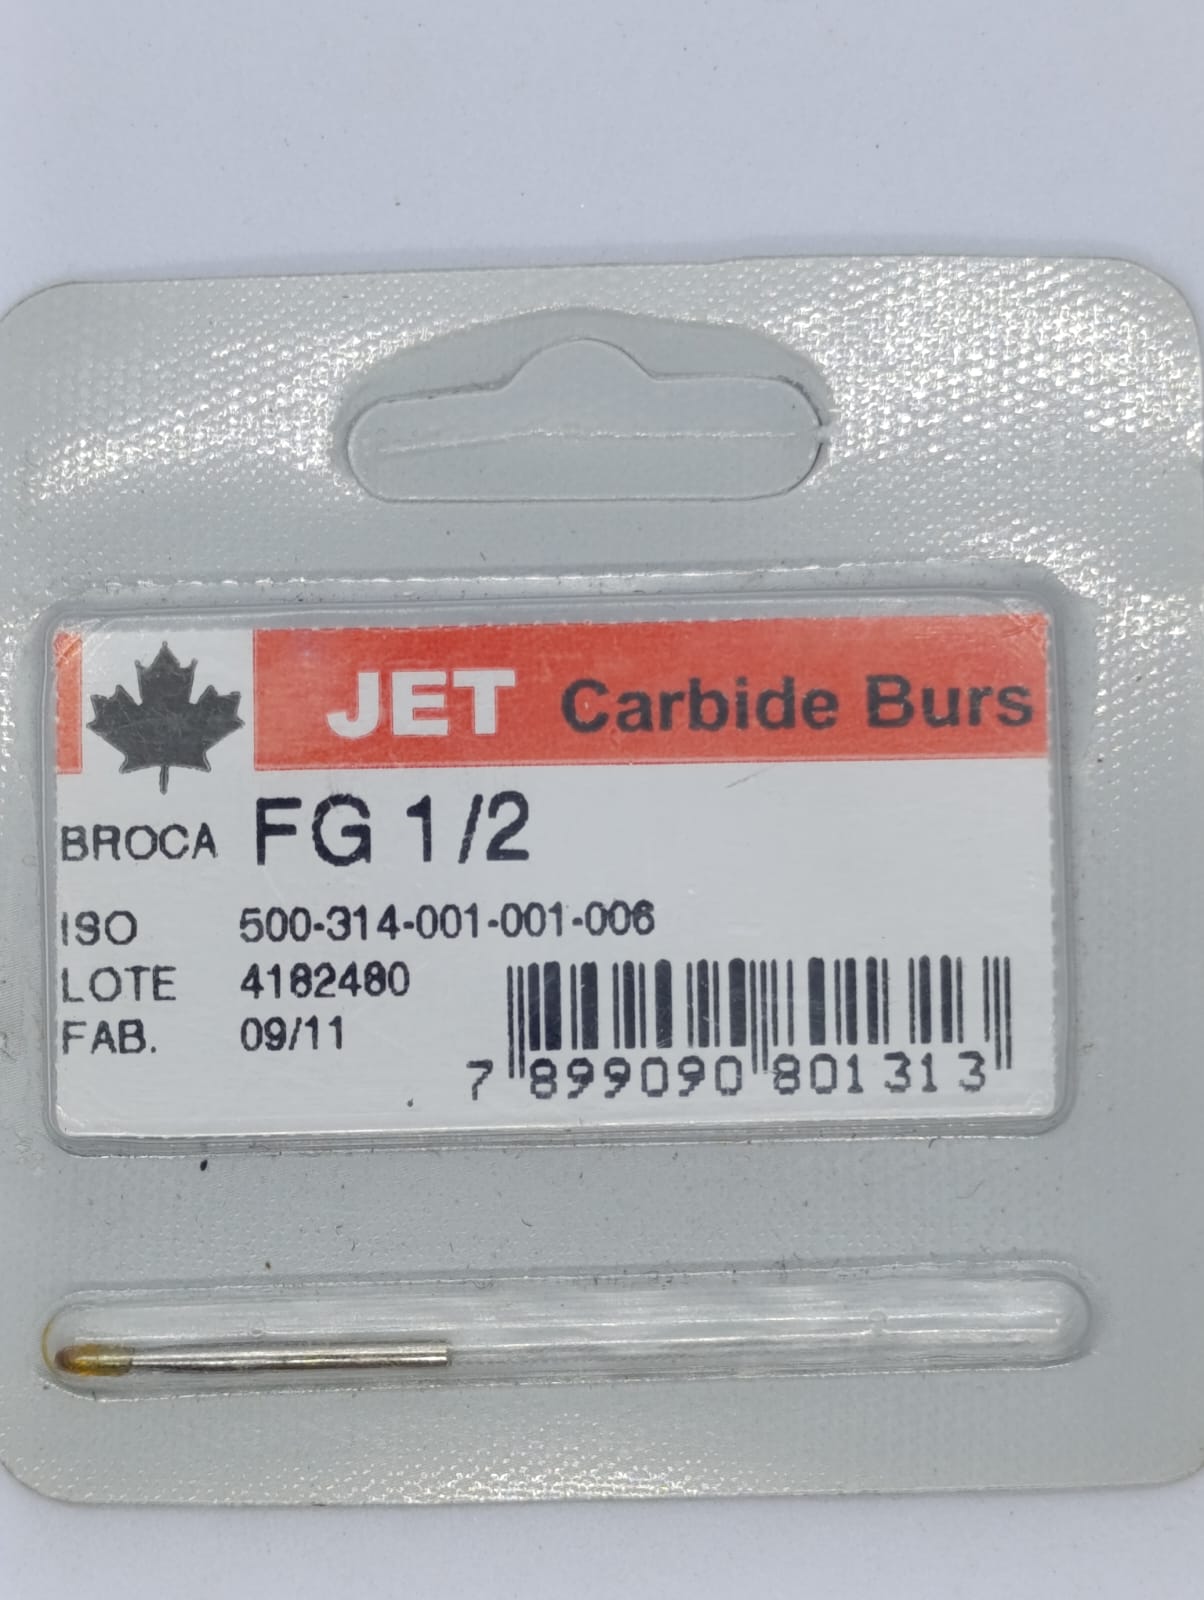 JET Carbide Burs
BROCA FG 1/2
ISO 500-314-001-001-006
LOTE 4182480
FAB. 09/11
7 899090 801313